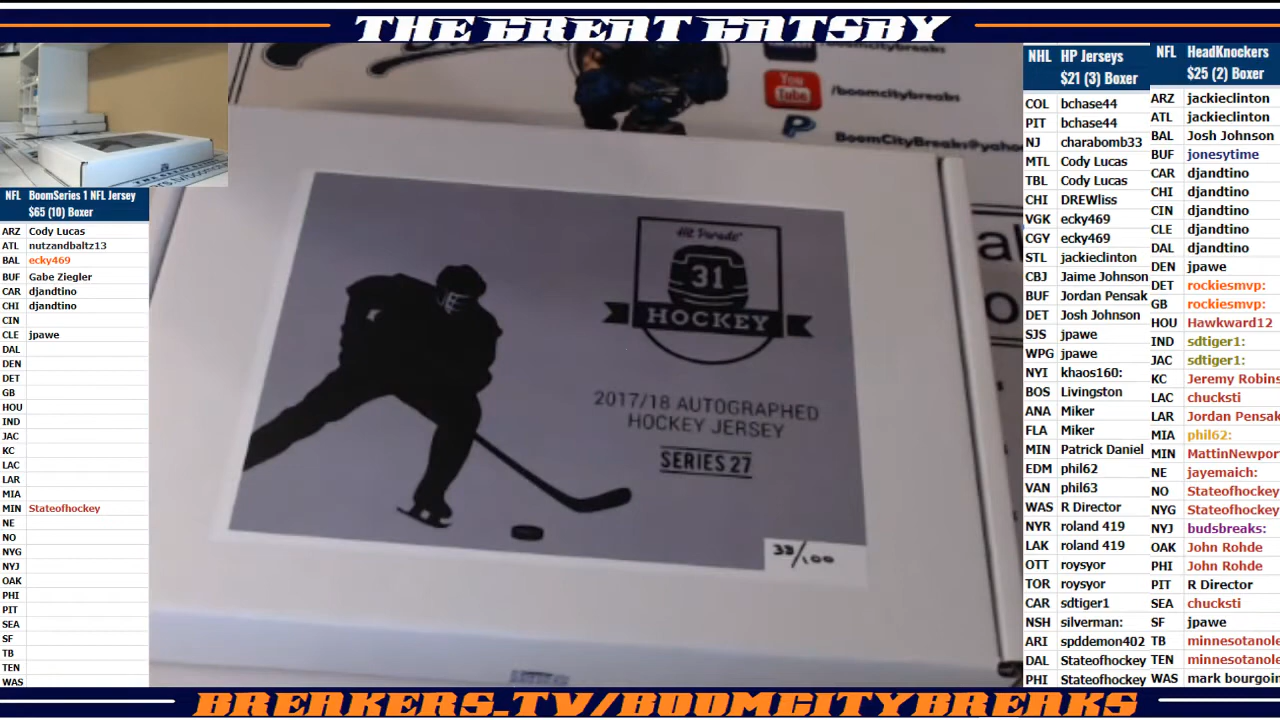 THE GREAT GATSBY
/boomcitybreaks
You Tube
/boomcitybreaks
BoomCityBreaks@yaho
Hit Parade
31
HOCKEY
2017/18 AUTOGRAPHED
HOCKEY JERSEY
SERIES 27
33/100
NFL BoomSeries 1 NFL Jersey
$65 (10) Boxer
ARZ Cody Lucas
ATL nutzandbaltz13
BAL ecky469
BUF Gabe Ziegler
CAR djandtino
CHI djandtino
CIN
CLE jpawe
DAL
DEN
DET
GB
HOU
IND
JAC
KC
LAC
LAR
MIA
MIN Stateofhockey
NE
NO
NYG
NYJ
OAK
PHI
PIT
SEA
SF
TB
TEN
WAS
NHL HP Jerseys
$21 (3) Boxer
COL bchase44
PIT bchase44
NJ charabomb33
MTL Cody Lucas
TBL Cody Lucas
CHI DREWliss
VGK ecky469
CGY ecky469
STL jackieclinton
CBJ Jaime Johnson
BUF Jordan Pensak
DET Josh Johnson
SJS jpawe
WPG jpawe
NYI khaos160:
BOS Livingston
ANA Miker
FLA Miker
MIN Patrick Daniel
EDM phil62
VAN phil63
WAS R Director
NYR roland 419
LAK roland 419
OTT roysyor
TOR roysyor
CAR sdtiger1
NSH silverman:
ARI spddemon402
DAL Stateofhockey
PHI Stateofhockey
NFL HeadKnockers
$25 (2) Boxer
ARZ jackieclinton
ATL jackieclinton
BAL Josh Johnson
BUF jonesytime
CAR djandtino
CHI djandtino
CIN djandtino
CLE djandtino
DAL djandtino
DEN jpawe
DET rockiesmvp:
GB rockiesmvp:
HOU Hawkward12
IND sdtiger1:
JAC sdtiger1:
KC Jeremy Robins
LAC chucksti
LAR Jordan Pensak
MIA phil62:
MIN MattinNewpor
NE jayemaich:
NO Stateofhockey
NYG Stateofhockey
NYJ budsbreaks:
OAK John Rohde
PHI John Rohde
PIT R Director
SEA chucksti
SF jpawe
TB minnesotanole
TEN minnesotanole
WAS mark bourgoin
BREAKERS.TV/BOOMCITYBREAKS